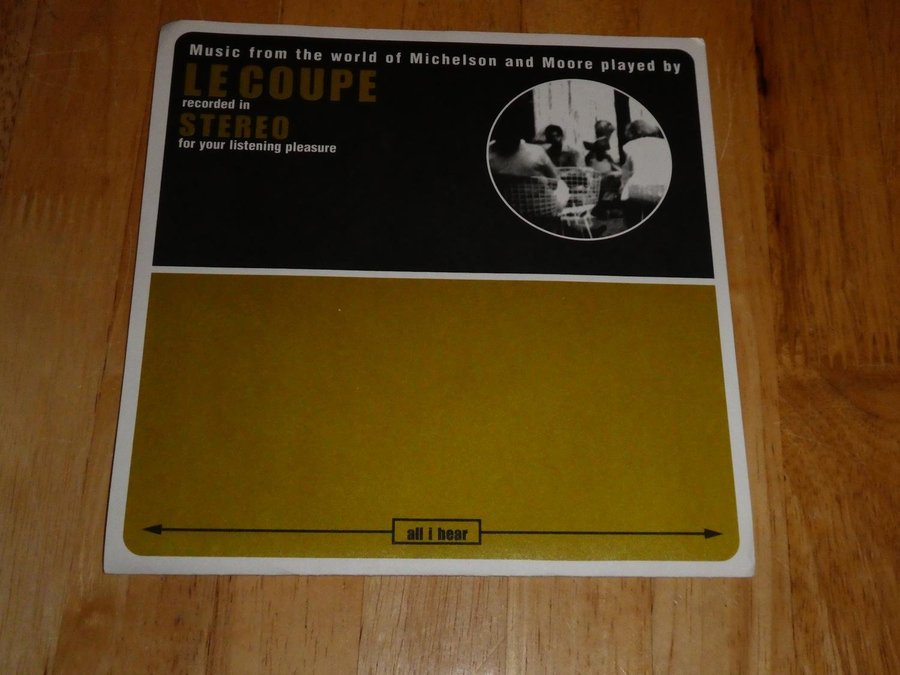 Music from the world of Michelson and Moore played by
LE COUPE
recorded in
STEREO
for your listening pleasure
all i hear